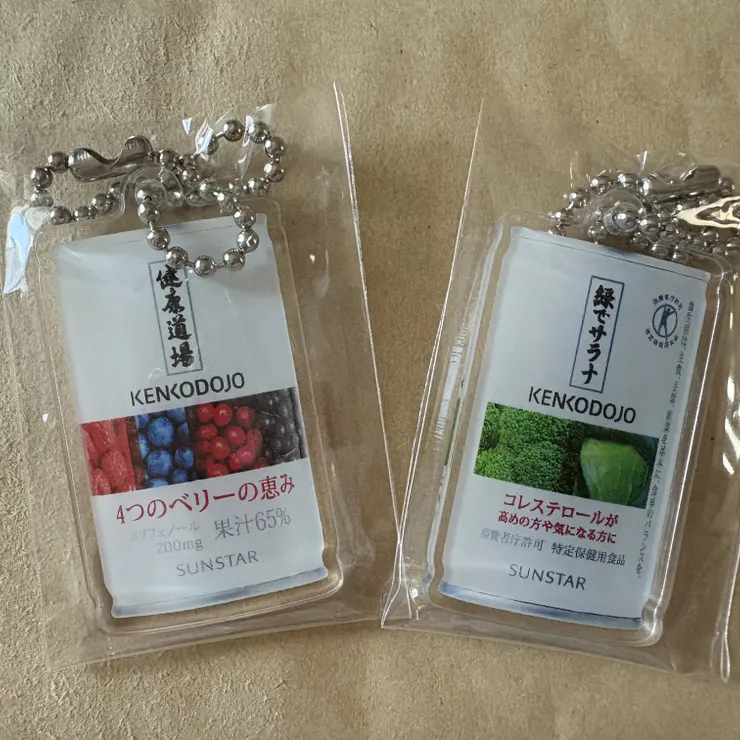 健康道場
KENKODOJO
4つのベリーの恵み
ポリフェノール
200mg
果汁65%
SUNSTAR
緑でサラナ
KENKODOJO
コレステロールが
高めの方や気になる方に
消費者庁許可 特定保健用食品
SUNSTAR